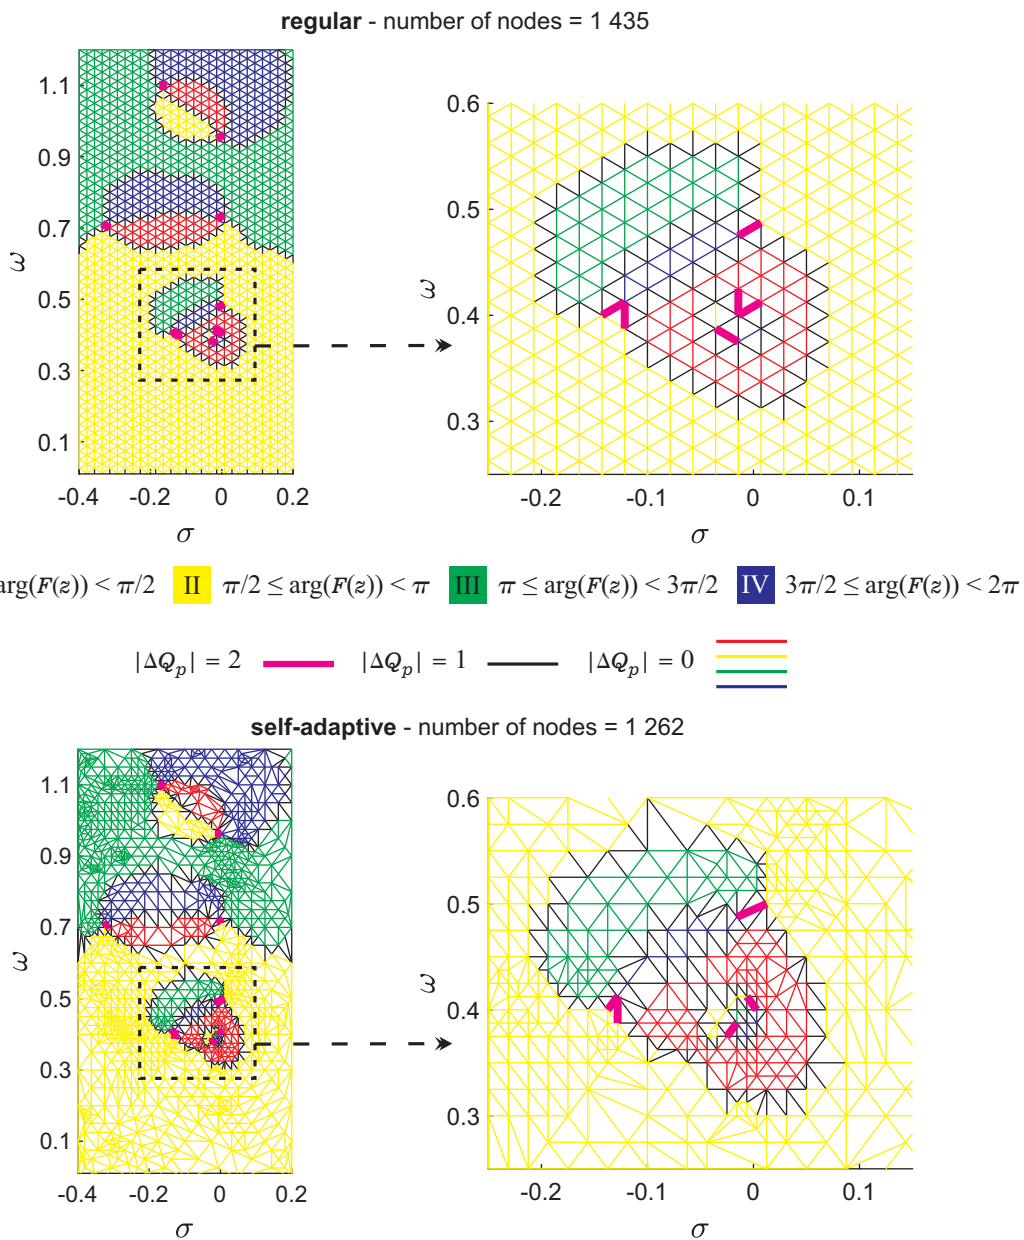 regular - number of nodes = 1 435
1.1
0.9
0.7
0.5
0.3
0.1
ω
-0.4 -0.2 0 0.2
σ
0.6
0.5
0.4
0.3
ω
-0.2 -0.1 0 0.1
σ
arg(F(z)) < π/2 II π/2 ≤ arg(F(z)) < π III π ≤ arg(F(z)) < 3π/2 IV 3π/2 ≤ arg(F(z)) < 2π
|ΔQₚ| = 2 |ΔQₚ| = 1 |ΔQₚ| = 0
self-adaptive - number of nodes = 1 262
1.1
0.9
0.7
0.5
0.3
0.1
ω
-0.4 -0.2 0 0.2
σ
0.6
0.5
0.4
0.3
ω
-0.2 -0.1 0 0.1
σ